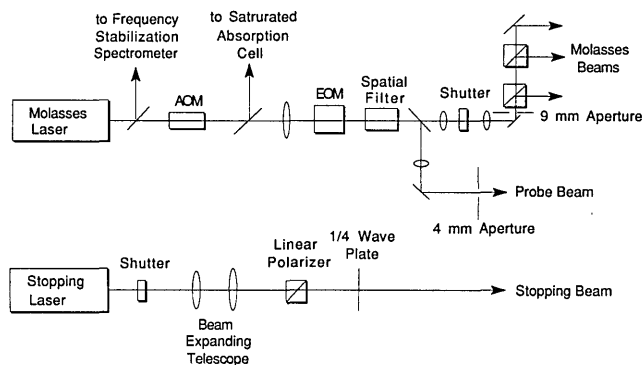 to Frequency
Stabilization
Spectrometer
to Satrurated
Absorption
Cell
Molasses
Laser
AOM
EOM
Spatial
Filter
Shutter
Molasses
Beams
9 mm Aperture
Probe Beam
4 mm Aperture
Stopping
Laser
Shutter
Beam
Expanding
Telescope
Linear
Polarizer
1/4 Wave
Plate
Stopping Beam